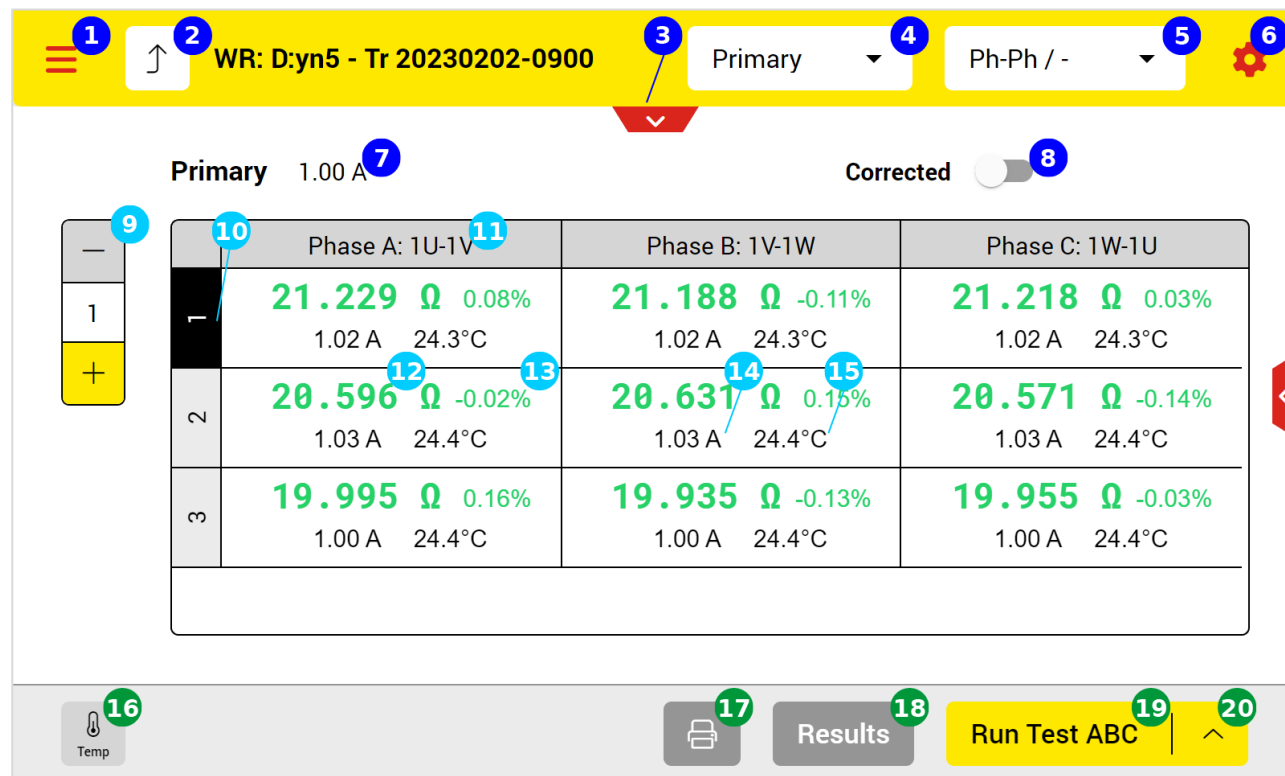 1 2 WR: D:yn5 - Tr 20230202-0900 3 Primary 4 Ph-Ph / - 5 6
Primary 1.00 A 7 Corrected 8
9 10 Phase A: 1U-1V 11 Phase B: 1V-1W Phase C: 1W-1U
— 1 +
1 21.229 Ω 0.08% 21.188 Ω -0.11% 21.218 Ω 0.03%
1.02 A 24.3°C 1.02 A 24.3°C 1.02 A 24.3°C
12 13 14 15
2 20.596 Ω -0.02% 20.631 Ω 0.15% 20.571 Ω -0.14%
1.03 A 24.4°C 1.03 A 24.4°C 1.03 A 24.4°C
3 19.995 Ω 0.16% 19.935 Ω -0.13% 19.955 Ω -0.03%
1.00 A 24.4°C 1.00 A 24.4°C 1.00 A 24.4°C
16 17 18 19 20
Temp Results Run Test ABC